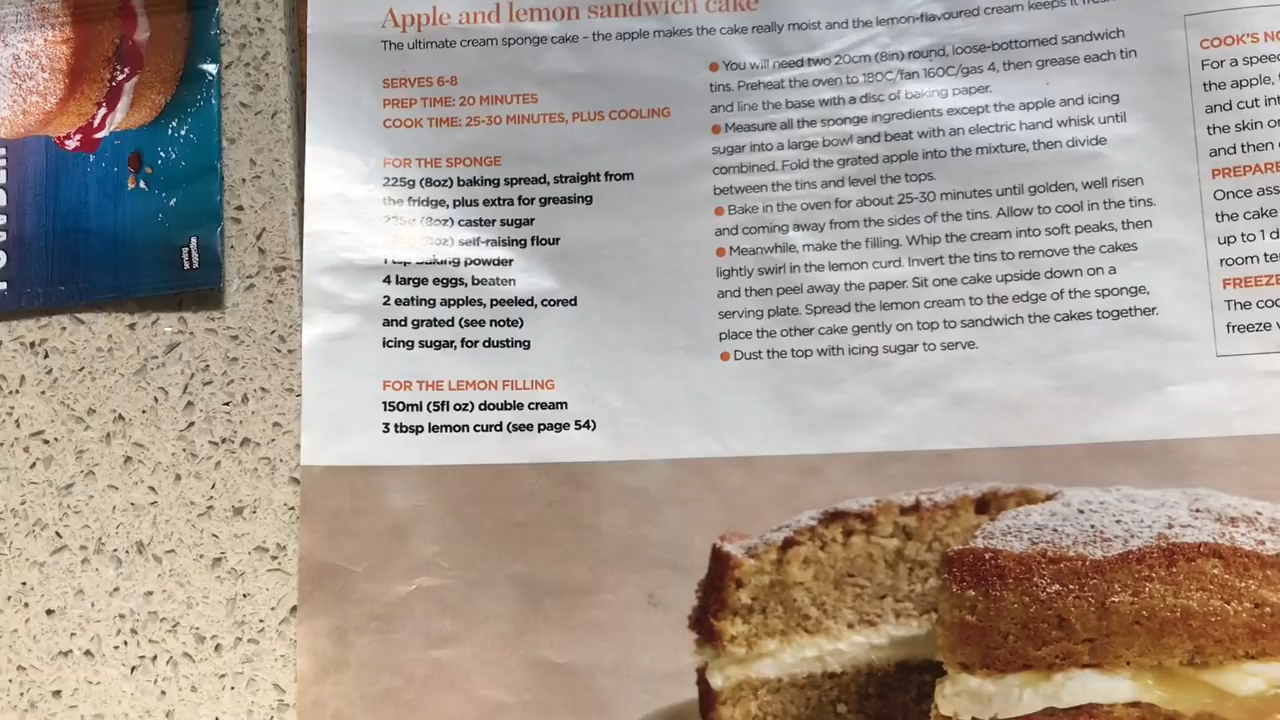 Apple and lemon sandwich cake
The ultimate cream sponge cake – the apple makes the cake really moist and the lemon-flavoured cream keeps it
SERVES 6-8
PREP TIME: 20 MINUTES
COOK TIME: 25-30 MINUTES, PLUS COOLING
FOR THE SPONGE
225g (8oz) baking spread, straight from
the fridge, plus extra for greasing
(8oz) caster sugar
self-raising flour
baking powder
4 large eggs, beaten
2 eating apples, peeled, cored
and grated (see note)
icing sugar, for dusting
FOR THE LEMON FILLING
150ml (5fl oz) double cream
3 tbsp lemon curd (see page 54)
● You will need two 20cm (8in) round, loose-bottomed sandwich
tins. Preheat the oven to 180C/fan 160C/gas 4, then grease each tin
and line the base with a disc of baking paper.
● Measure all the sponge ingredients except the apple and icing
sugar into a large bowl and beat with an electric hand whisk until
combined. Fold the grated apple into the mixture, then divide
between the tins and level the tops.
● Bake in the oven for about 25-30 minutes until golden, well risen
and coming away from the sides of the tins. Allow to cool in the tins.
● Meanwhile, make the filling. Whip the cream into soft peaks, then
lightly swirl in the lemon curd. Invert the tins to remove the cakes
and then peel away the paper. Sit one cake upside down on a
serving plate. Spread the lemon cream to the edge of the sponge,
place the other cake gently on top to sandwich the cakes together.
● Dust the top with icing sugar to serve.
COOK'S
For a
the apple,
and cut
the skin
and then
Once
the cake
up to 1
room
The
freeze
serving
suggestion